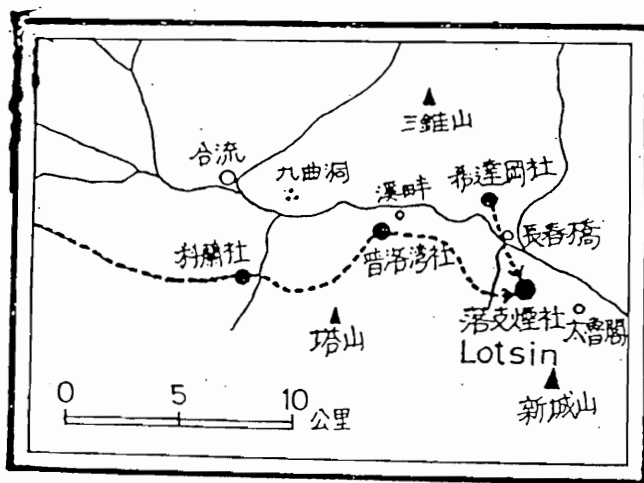 三錐山
合流
九曲洞
溪畔
希達岡社
長春橋
科蘭社
普洛湾社
落支煙社
Lotsin
太魯閣
塔山
新城山
0 5 10 公里